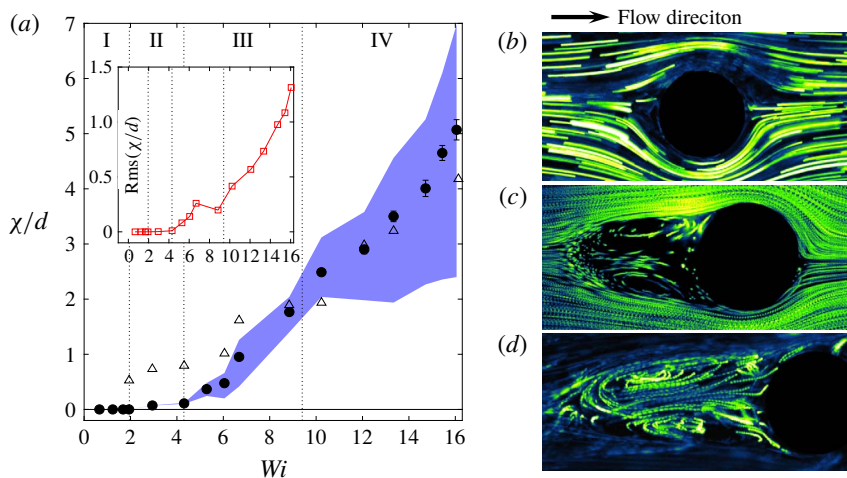 (a)
7
6
5
4
3
2
1
0
χ/d
I II III IV
1.5
1.0
0.5
0
Rms(χ/d)
0 2 4 6 8 10 12 14 16
0 2 4 6 8 10 12 14 16
Wi
Flow direciton
(b)
(c)
(d)